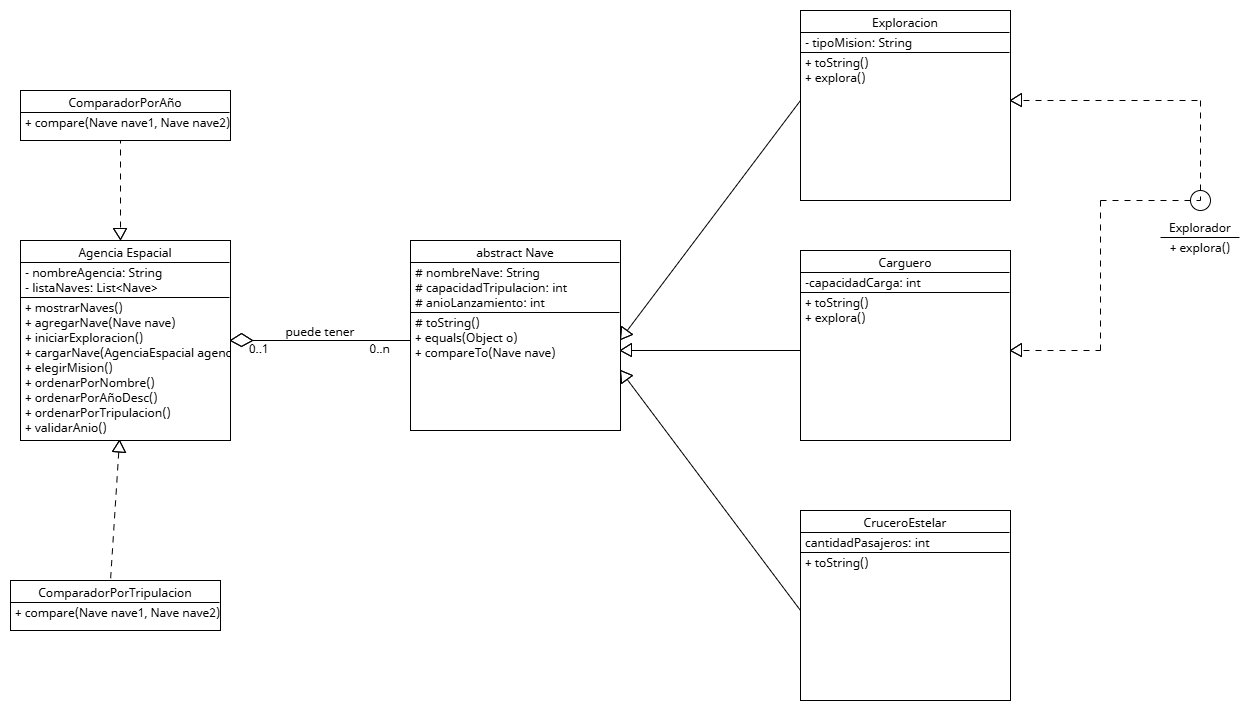 ComparadorPorAño
+ compare(Nave nave1, Nave nave2)
Agencia Espacial
- nombreAgencia: String
- listaNaves: List<Nave>
+ mostrarNaves()
+ agregarNave(Nave nave)
+ iniciarExploracion()
+ cargarNave(AgenciaEspacial agenc
+ elegirMision()
+ ordenarPorNombre()
+ ordenarPorAñoDesc()
+ ordenarPorTripulacion()
+ validarAnio()
ComparadorPorTripulacion
+ compare(Nave nave1, Nave nave2)
puede tener
0..1
0..n
abstract Nave
# nombreNave: String
# capacidadTripulacion: int
# anioLanzamiento: int
# toString()
+ equals(Object o)
+ compareTo(Nave nave)
Exploracion
- tipoMision: String
+ toString()
+ explora()
Carguero
-capacidadCarga: int
+ toString()
+ explora()
CruceroEstelar
cantidadPasajeros: int
+ toString()
Explorador
+ explora()